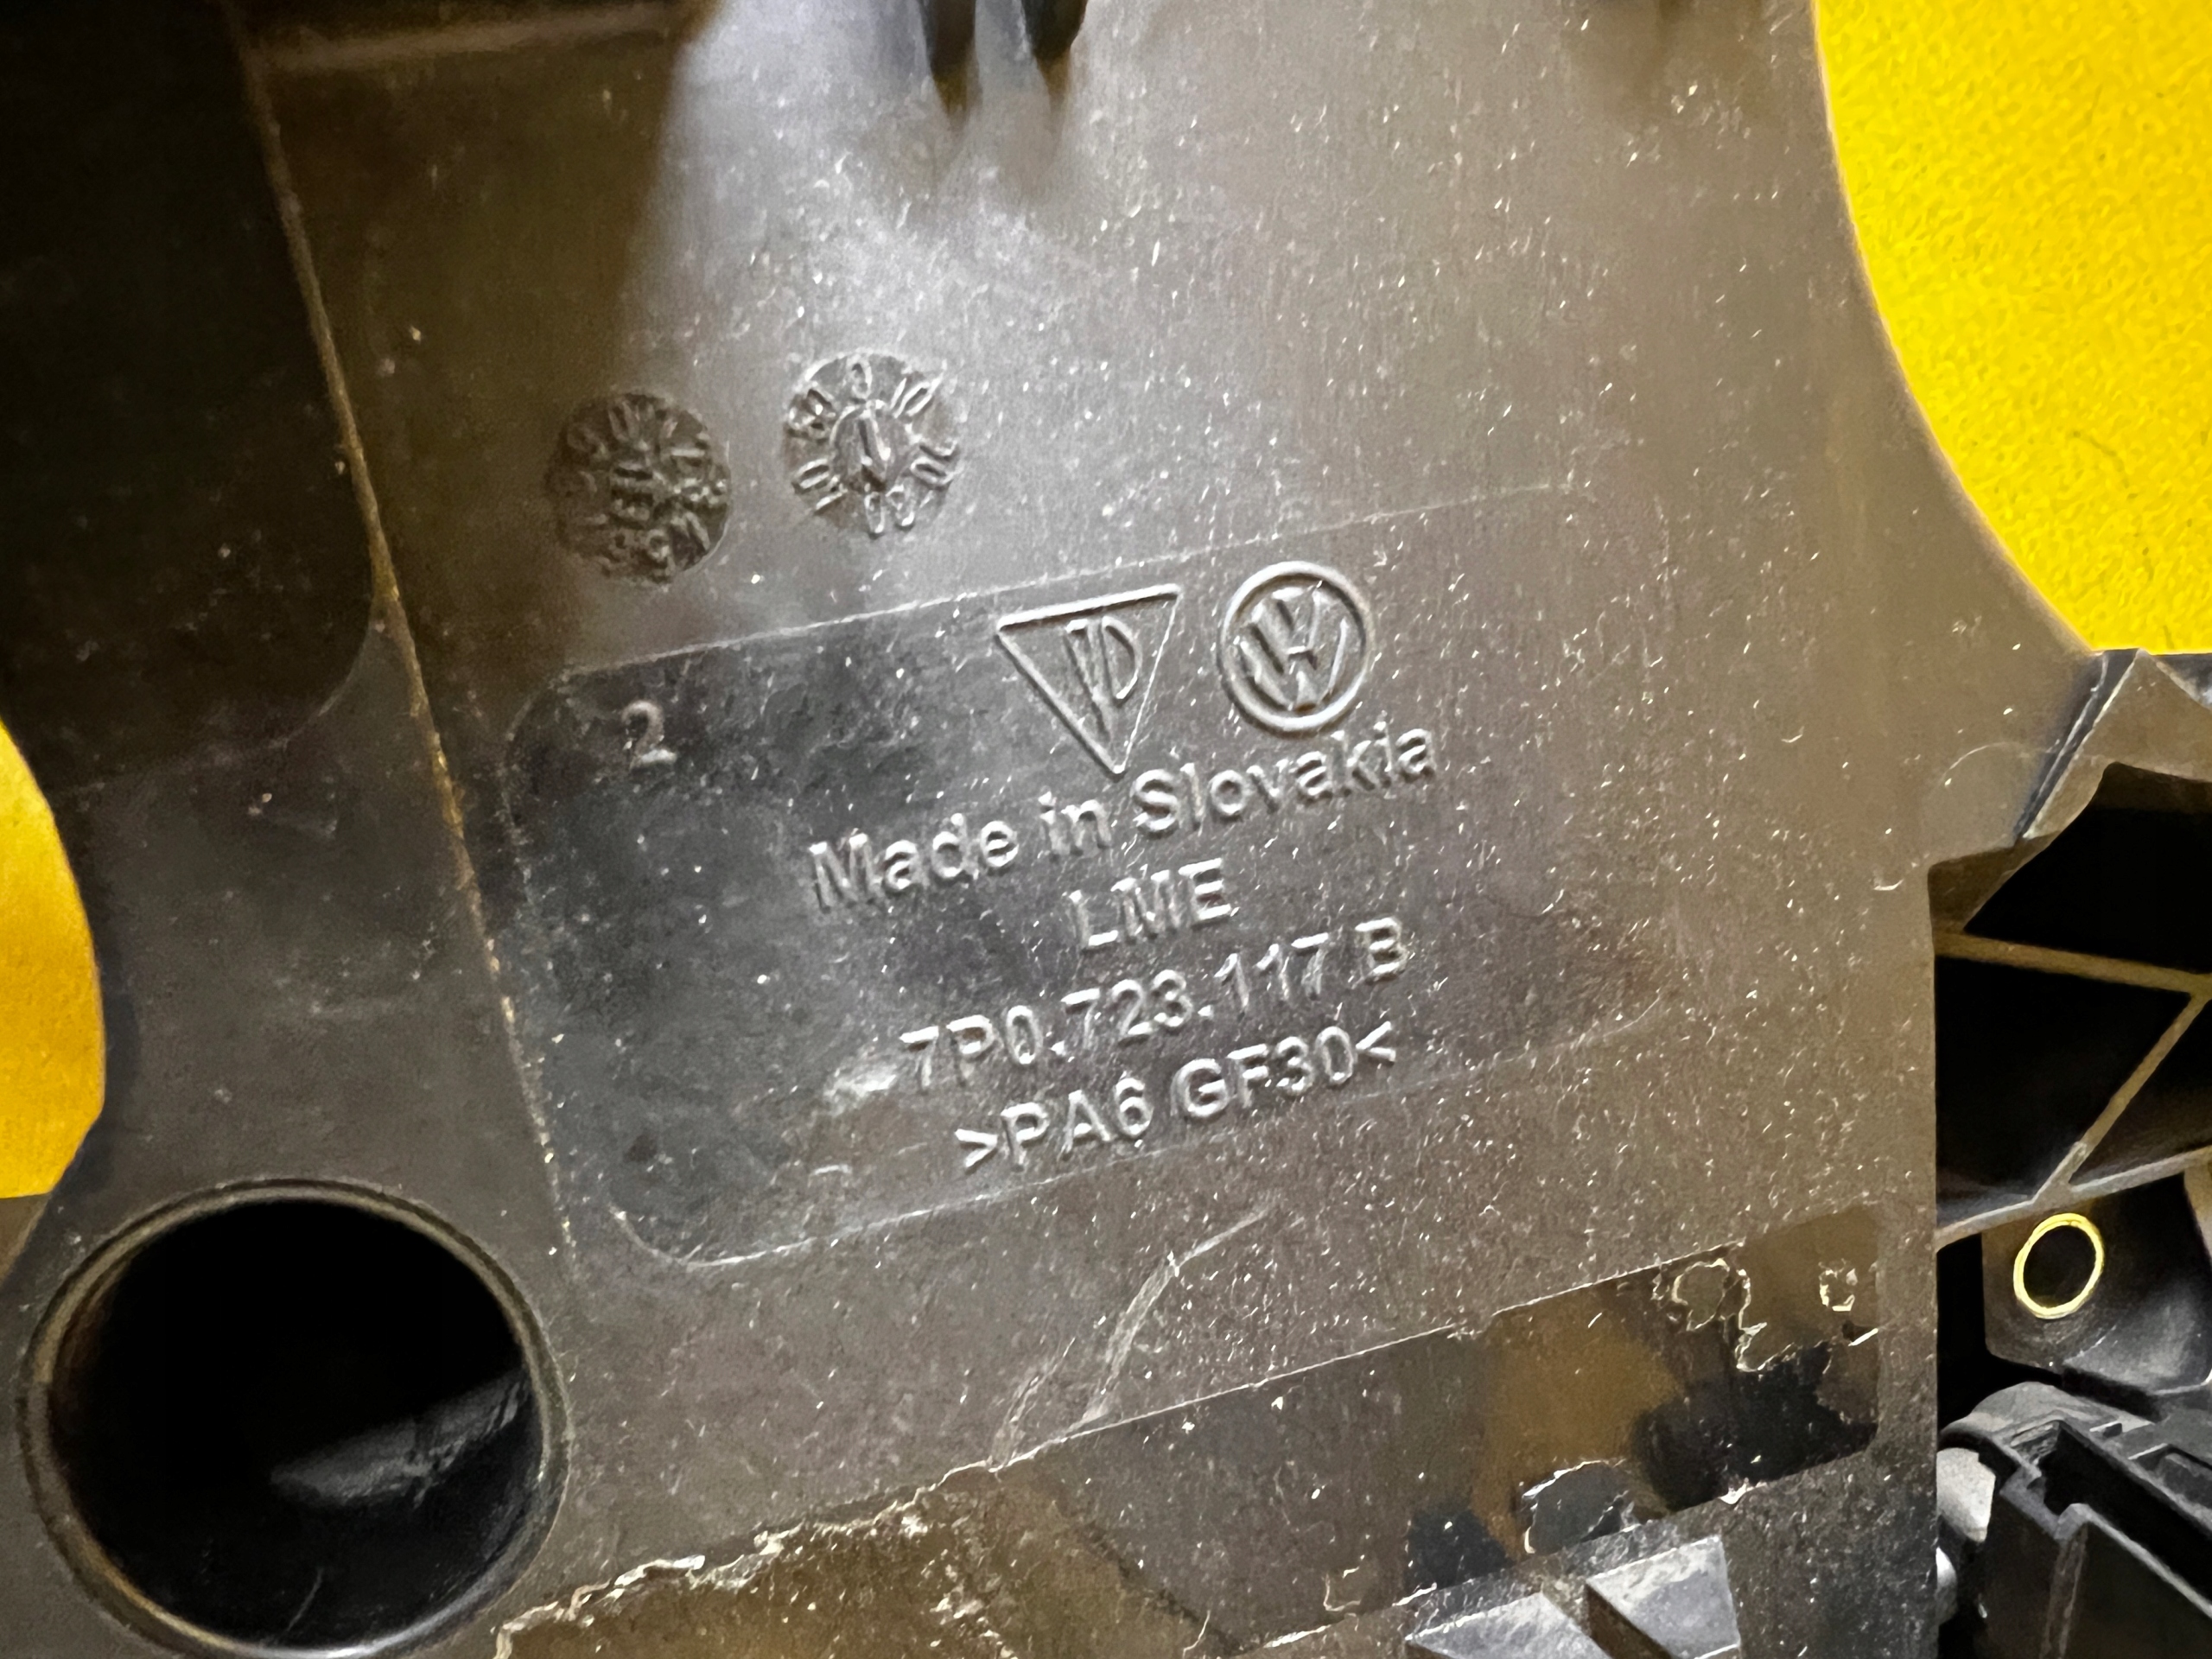 2
Made in Slovakia
LME
7P0.723.117 B
>PA6 GF30<